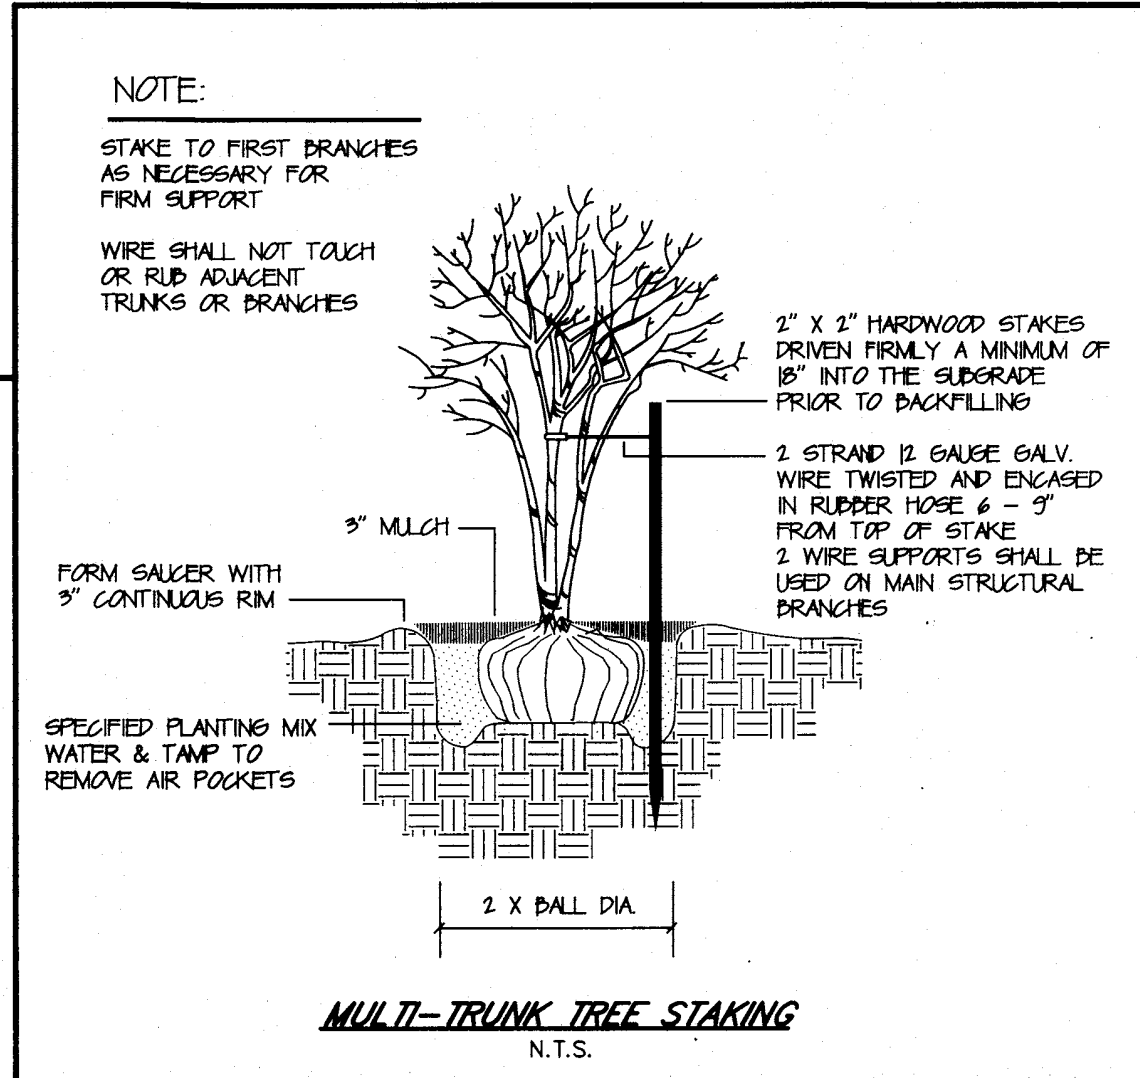 NOTE:
STAKE TO FIRST BRANCHES
AS NECESSARY FOR
FIRM SUPPORT
WIRE SHALL NOT TOUCH
OR RUB ADJACENT
TRUNKS OR BRANCHES
2" X 2" HARDWOOD STAKES
DRIVEN FIRMLY A MINIMUM OF
18" INTO THE SUBGRADE
PRIOR TO BACKFILLING
2 STRAND 12 GAUGE GALV.
WIRE TWISTED AND ENCASED
IN RUBBER HOSE 6 - 9"
FROM TOP OF STAKE
2 WIRE SUPPORTS SHALL BE
USED ON MAIN STRUCTURAL
BRANCHES
3" MULCH
FORM SAUCER WITH
3" CONTINUOUS RIM
SPECIFIED PLANTING MIX
WATER & TAMP TO
REMOVE AIR POCKETS
2 X BALL DIA.
MULTI-TRUNK TREE STAKING
N.T.S.